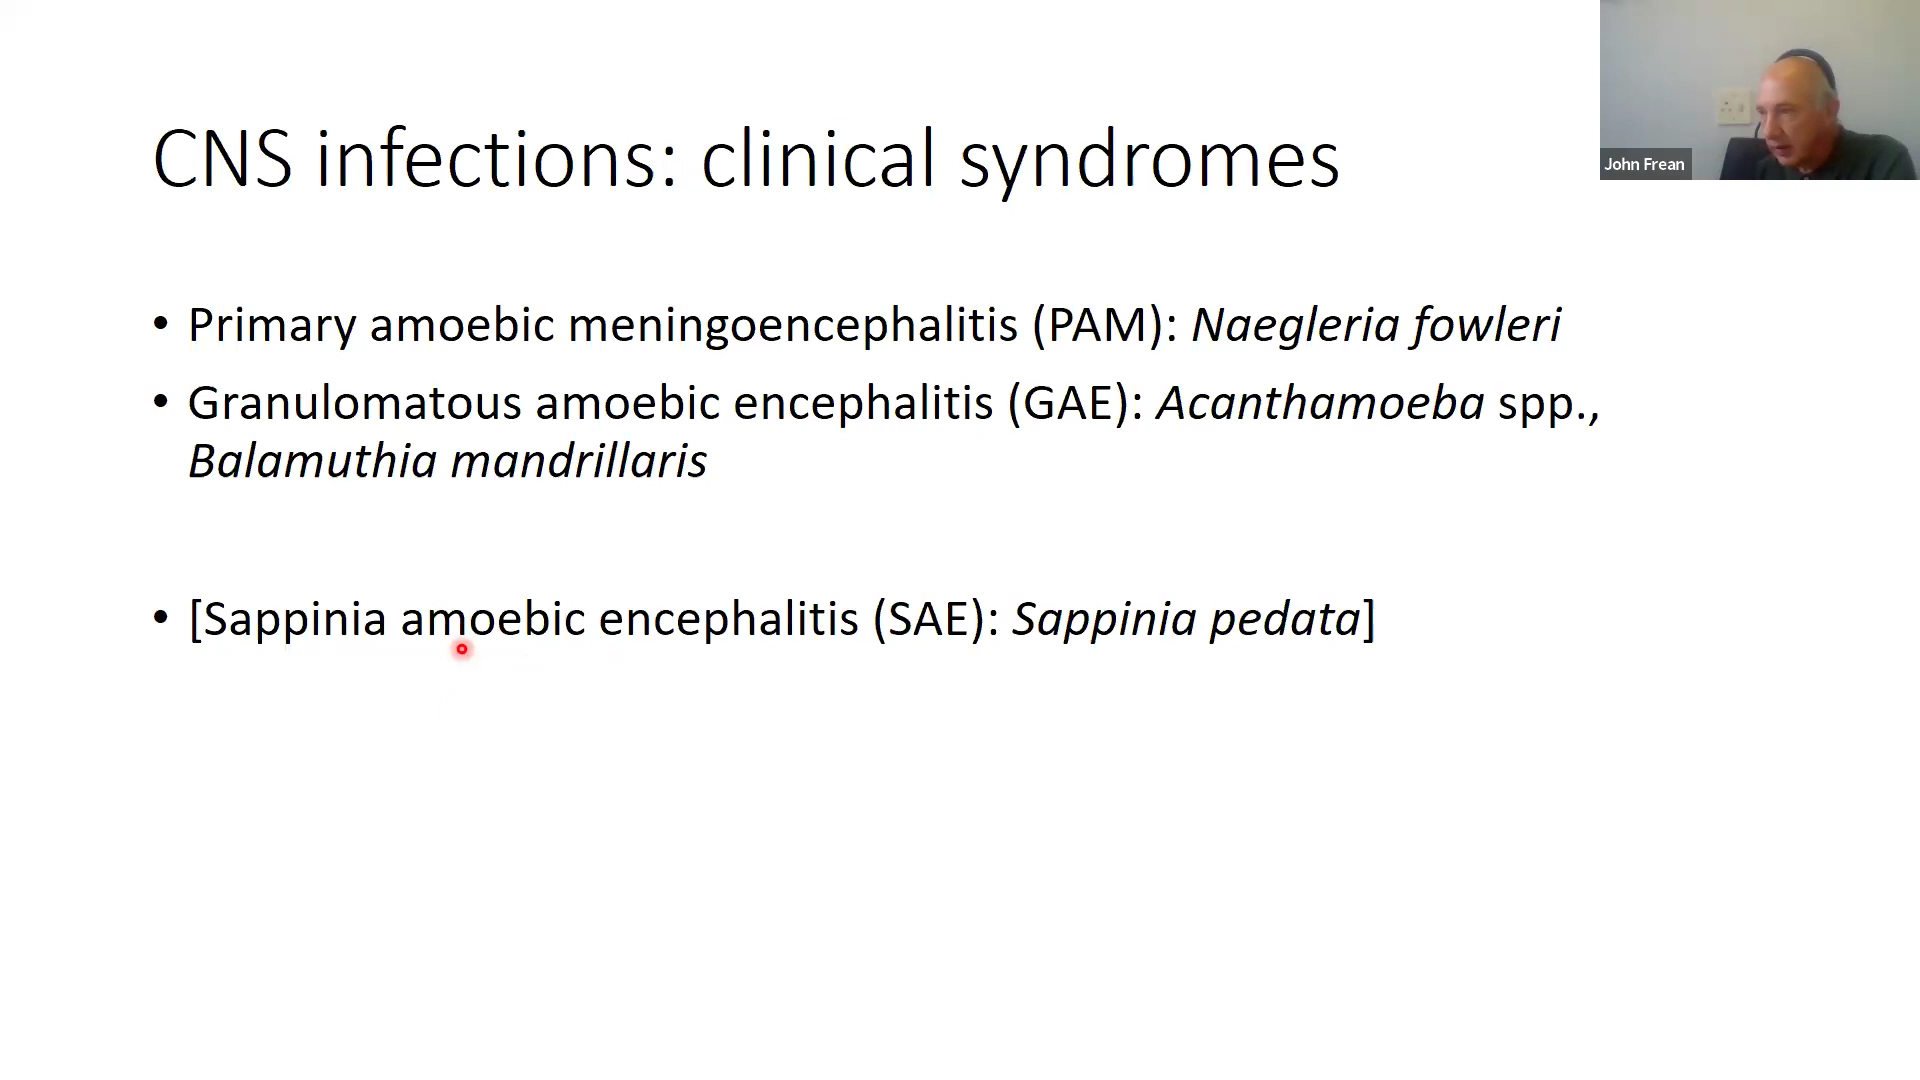 CNS infections: clinical syndromes
John Frean
• Primary amoebic meningoencephalitis (PAM): Naegleria fowleri
• Granulomatous amoebic encephalitis (GAE): Acanthamoeba spp.,
Balamuthia mandrillaris
• [Sappinia amoebic encephalitis (SAE): Sappinia pedata]